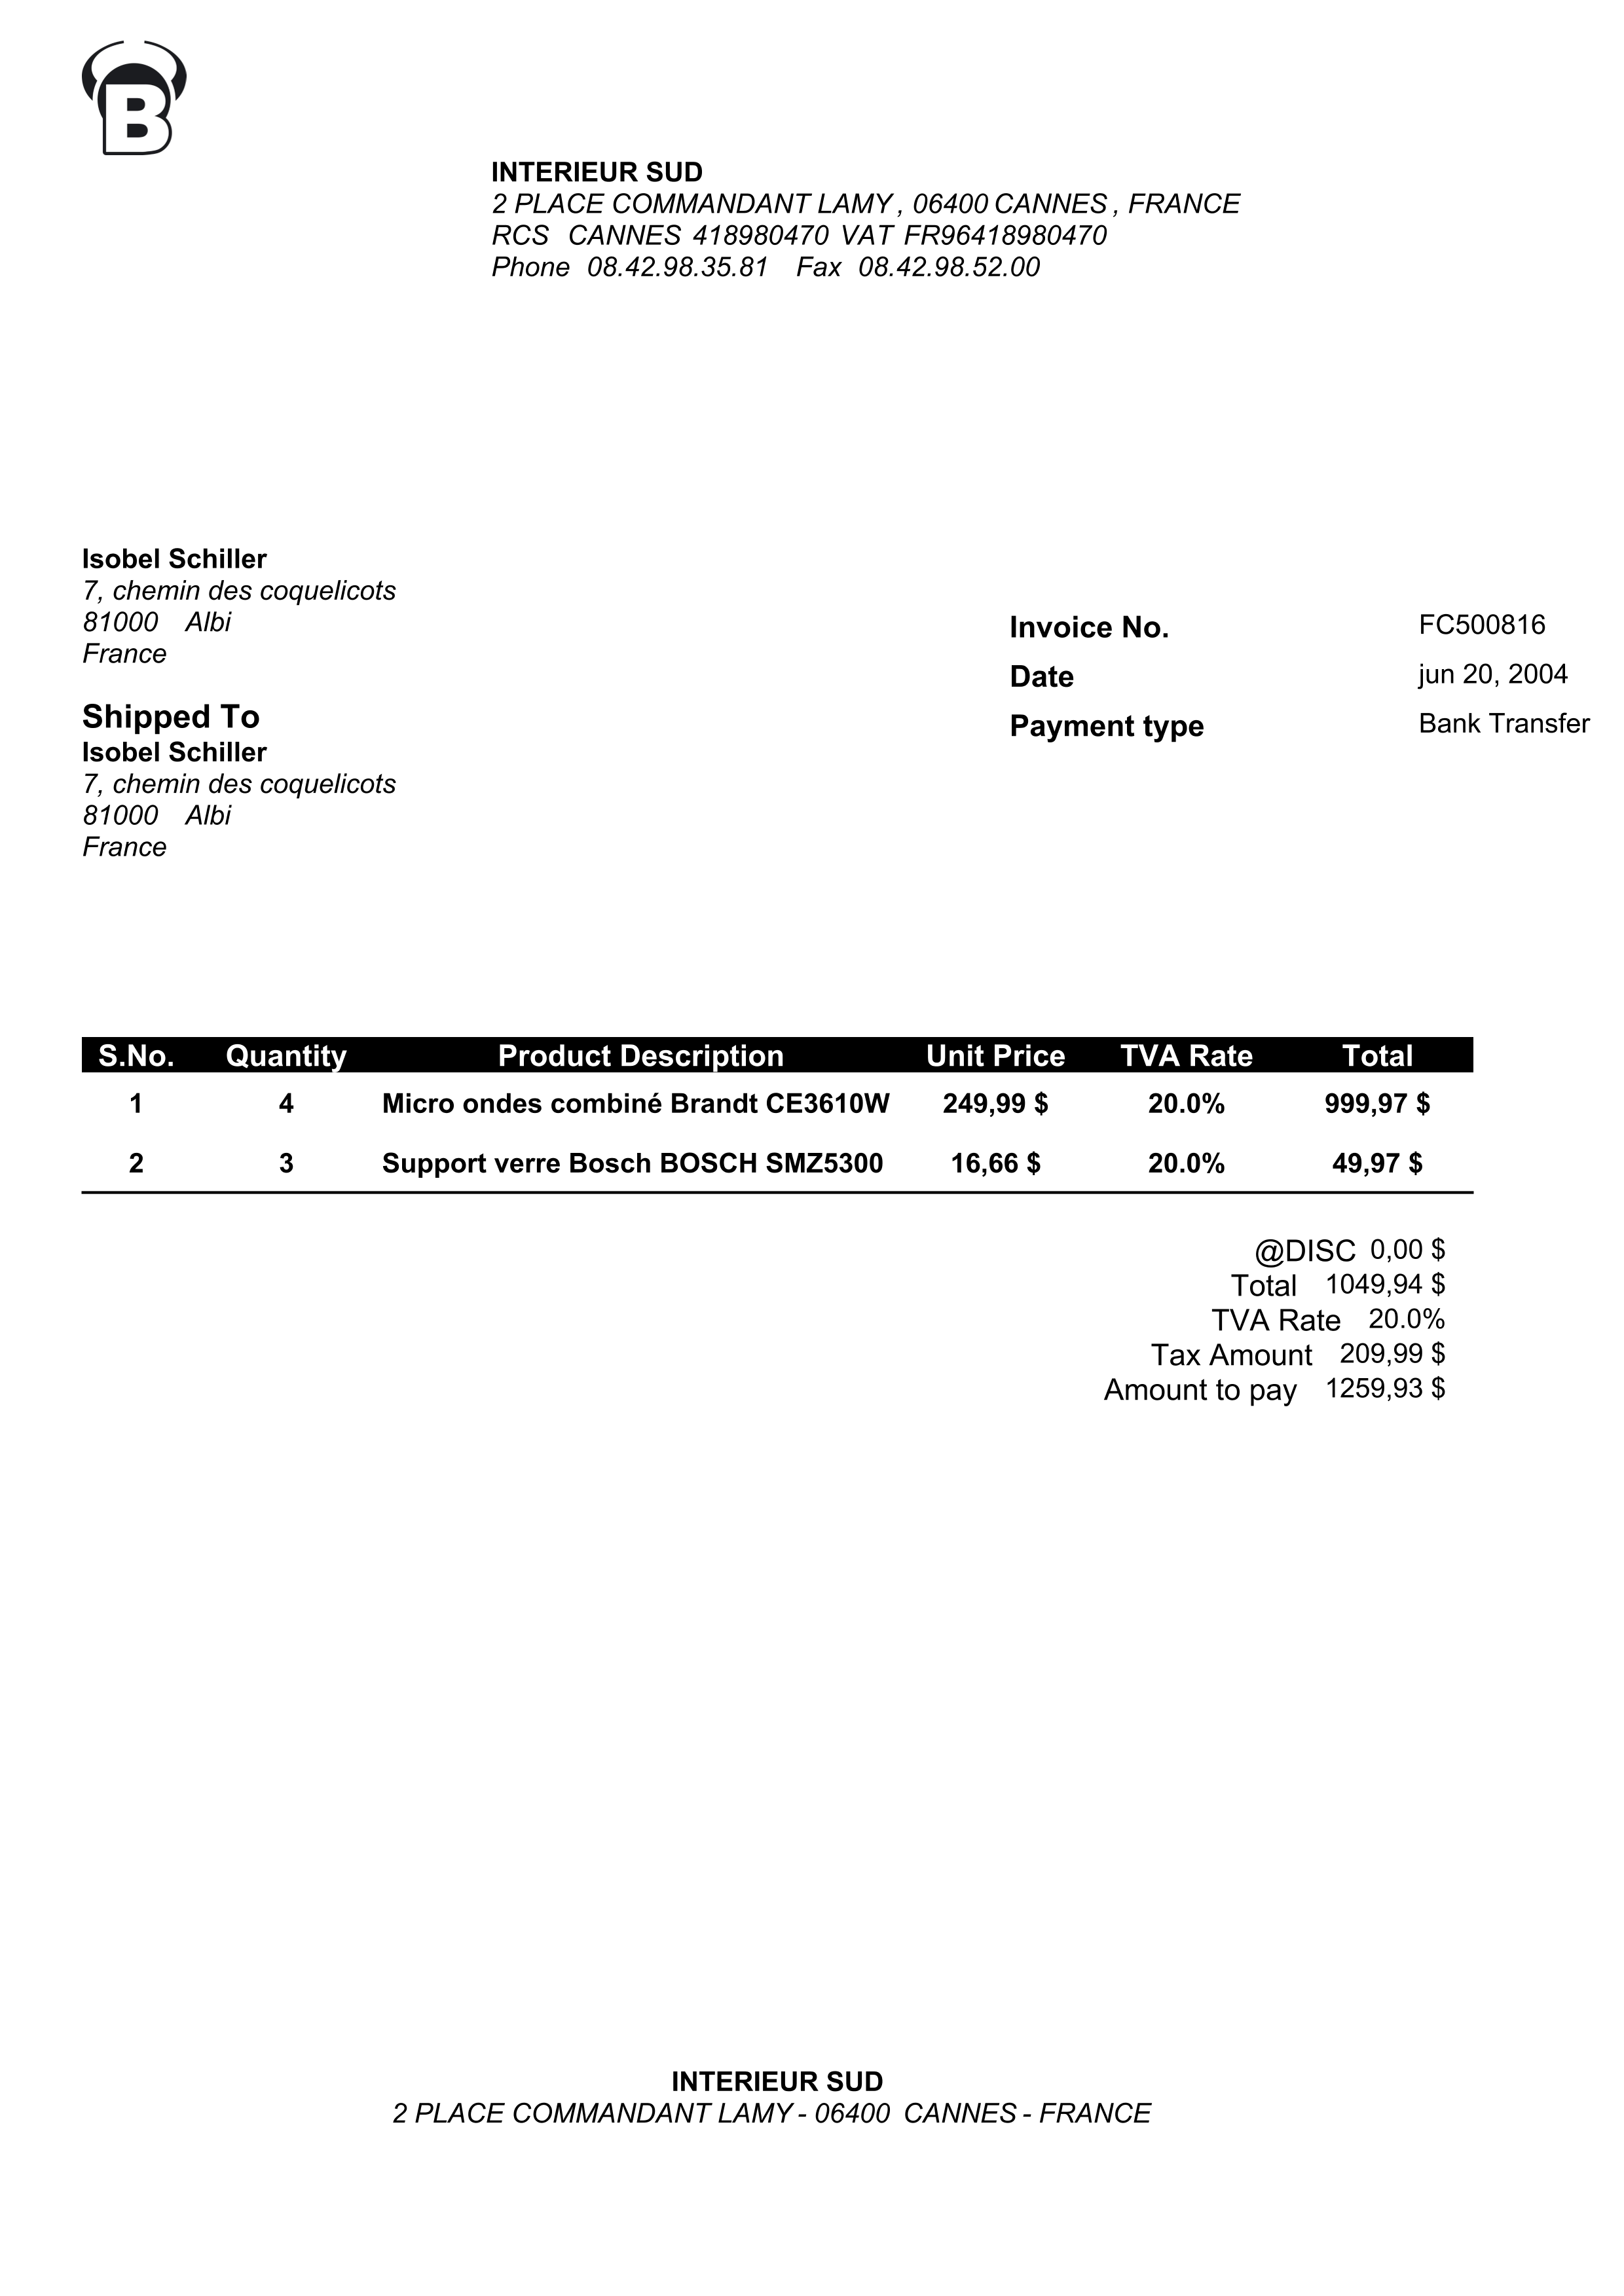 B
INTERIEUR SUD
2 PLACE COMMANDANT LAMY , 06400 CANNES , FRANCE
RCS CANNES 418980470 VAT FR96418980470
Phone 08.42.98.35.81 Fax 08.42.98.52.00
Isobel Schiller
7, chemin des coquelicots
81000 Albi
France
Invoice No. FC500816
Date jun 20, 2004
Payment type Bank Transfer
Shipped To
Isobel Schiller
7, chemin des coquelicots
81000 Albi
France
S.No. Quantity Product Description Unit Price TVA Rate Total
1 4 Micro ondes combiné Brandt CE3610W 249,99 $ 20.0% 999,97 $
2 3 Support verre Bosch BOSCH SMZ5300 16,66 $ 20.0% 49,97 $
@DISC 0,00 $
Total 1049,94 $
TVA Rate 20.0%
Tax Amount 209,99 $
Amount to pay 1259,93 $
INTERIEUR SUD
2 PLACE COMMANDANT LAMY - 06400 CANNES - FRANCE